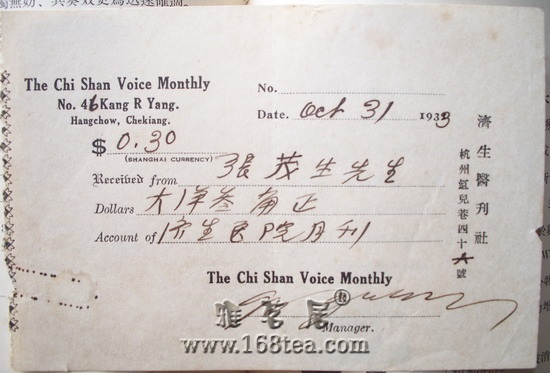 The Chi Shan Voice Monthly
No. 46 Kang R Yang.
Hangchow, Chekiang.
No.
Date. Oct 31 1933
$ 0.30
(SHANGHAI CURRENCY)
Received from 張茂生先生
Dollars 大洋叁角正
Account of 济生医院月刊
The Chi Shan Voice Monthly
Manager.
濟生醫刊社
杭州缸兒巷四十六號
www.168tea.com